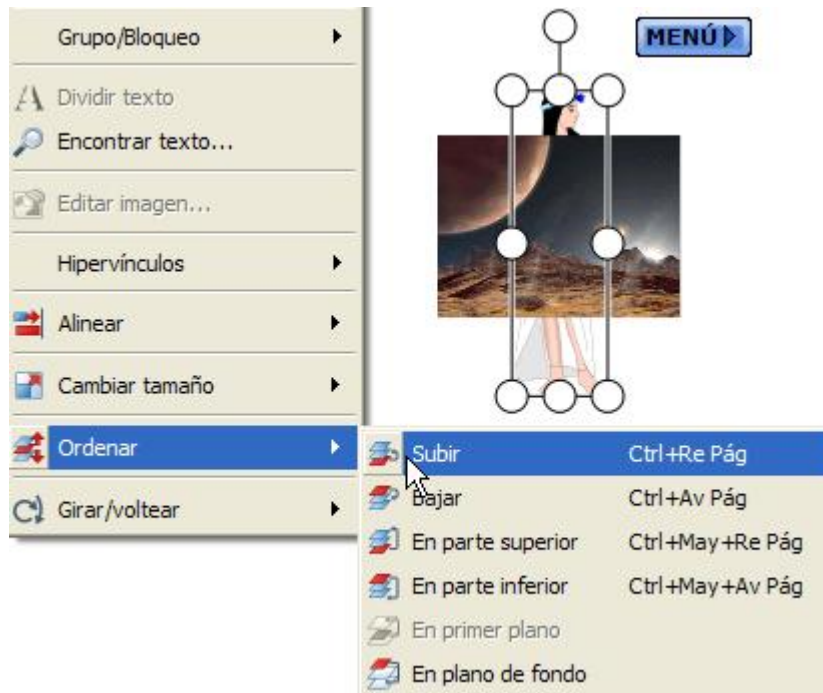 Grupo/Bloqueo
MENÚ
Dividir texto
Encontrar texto...
Editar imagen...
Hipervínculos
Alinear
Cambiar tamaño
Ordenar
Girar/voltear
Subir Ctrl+Re Pág
Bajar Ctrl+Av Pág
En parte superior Ctrl+May+Re Pág
En parte inferior Ctrl+May+Av Pág
En primer plano
En plano de fondo